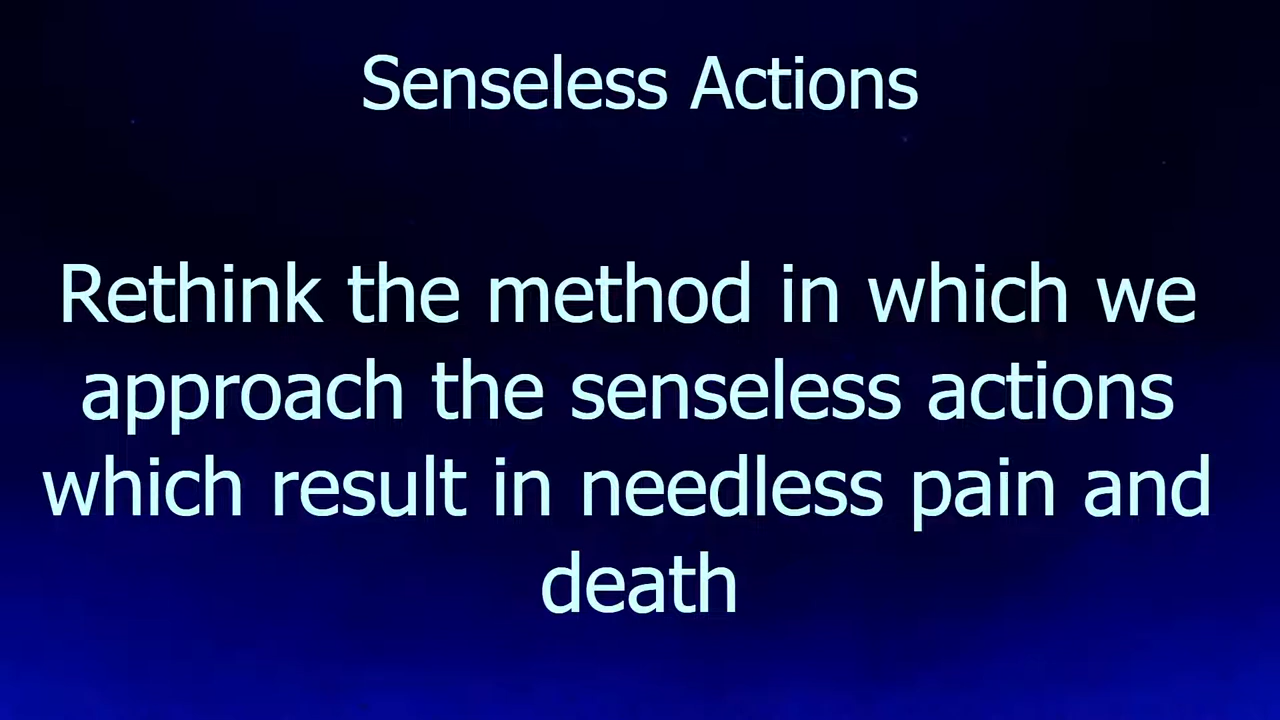 Senseless Actions
Rethink the method in which we
approach the senseless actions
which result in needless pain and
death